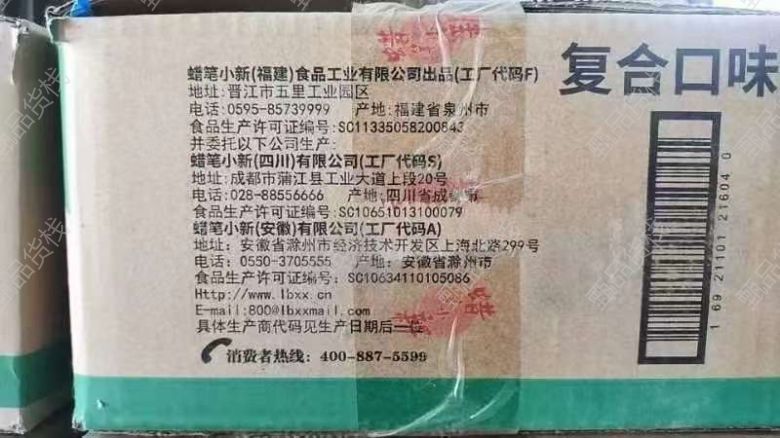 蜡笔小新(福建)食品工业有限公司出品(工厂代码F)
地址:晋江市五里工业园区
电话:0595-85739999 产地:福建省泉州市
食品生产许可证编号:SC11335058200843
并委托以下公司生产:
蜡笔小新(四川)有限公司(工厂代码S)
地址:成都市蒲江县工业大道上段20号
电话:028-88556666 产地:四川省成都市
食品生产许可证编号:SC10651013100079
蜡笔小新(安徽)有限公司(工厂代码A)
地址:安徽省滁州市经济技术开发区上海北路299号
电话:0550-3705555 产地:安徽省滁州市
食品生产许可证编号:SC10634110105086
Http://www.lbxx.cn
E-mail:800@lbxxmail.com
具体生产商代码见生产日期后一位
消费者热线:400-887-5599
复合口味
1 69 21101 21604 0